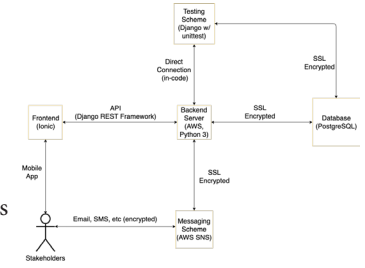 Testing
Scheme
(Django w/
unittest)
Direct
Connection
(in-code)
SSL
Encrypted
API
(Django REST Framework)
Frontend
(Ionic)
Backend
Server
(AWS,
Python 3)
SSL
Encrypted
Database
(PostgreSQL)
Mobile
App
SSL
Encrypted
s
Email, SMS, etc (encrypted)
Messaging
Scheme
(AWS SNS)
Stakeholders